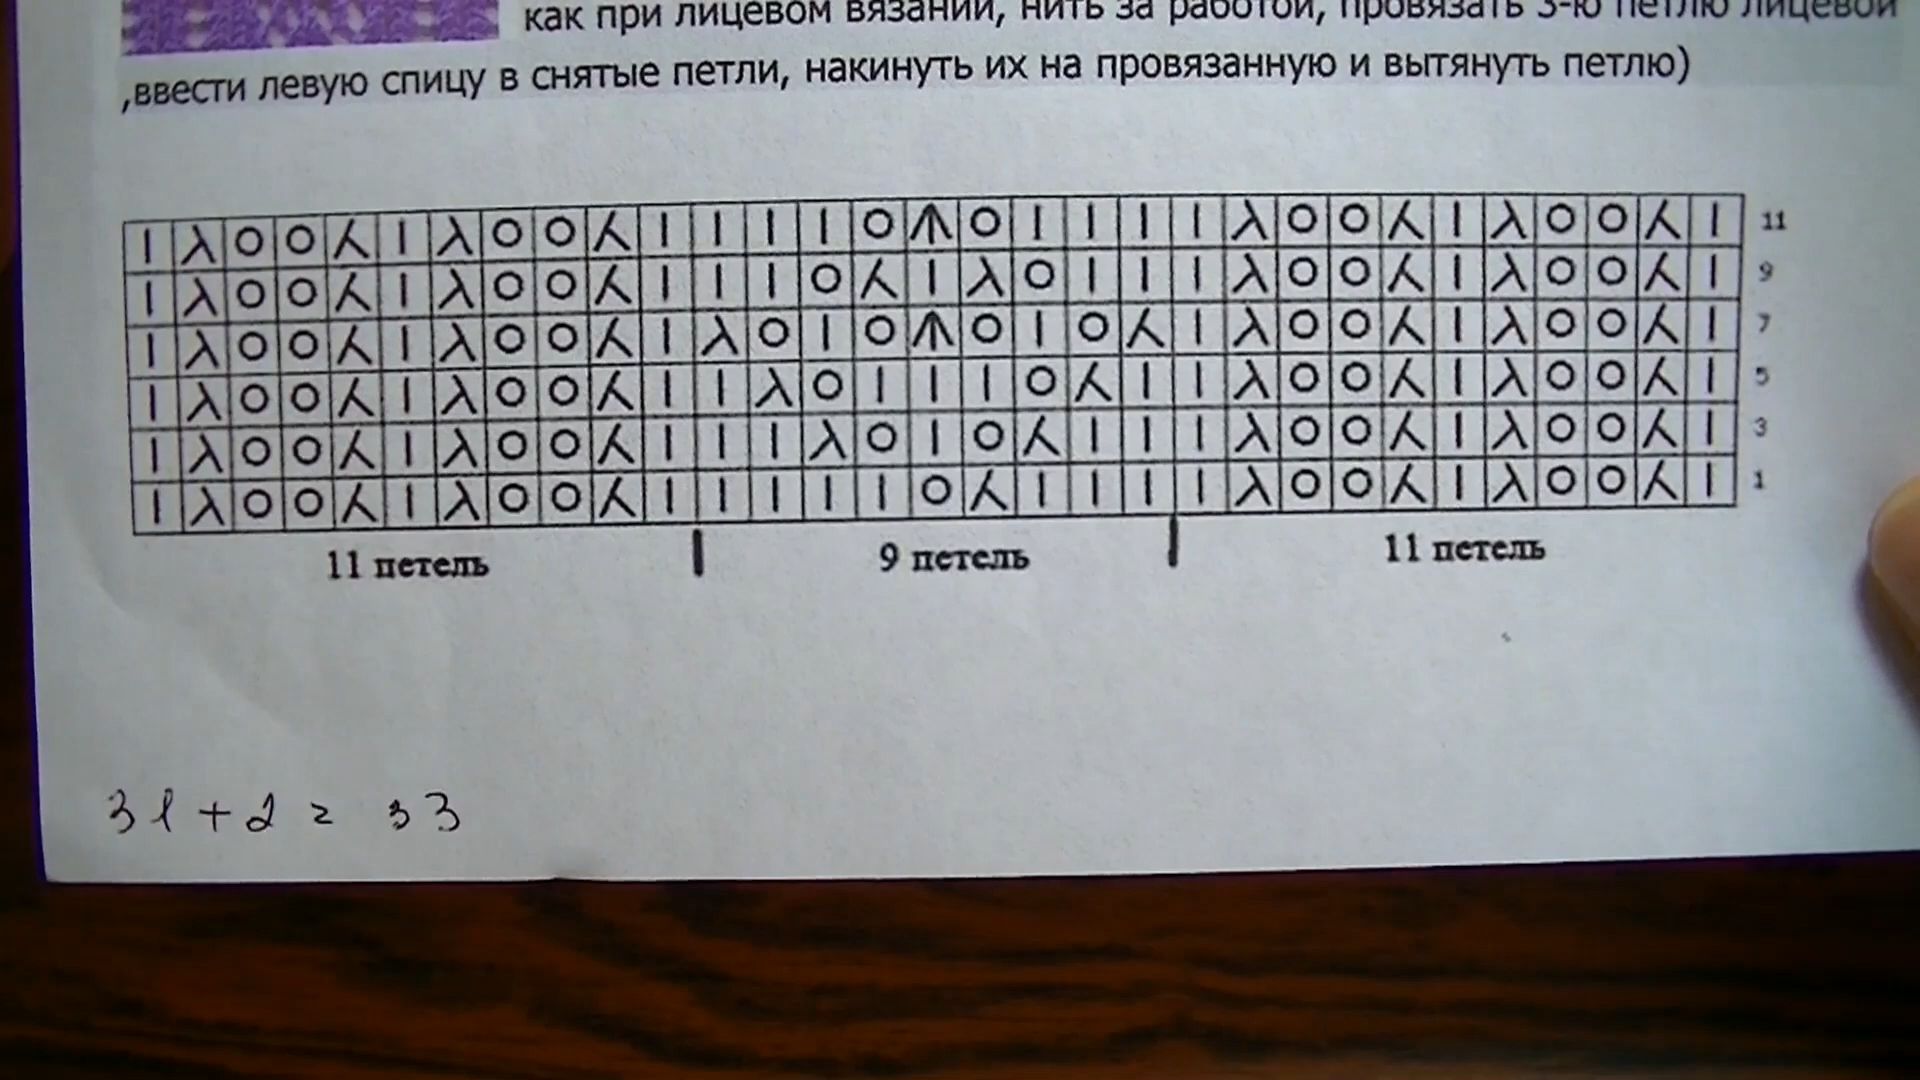 как при лицевом вязании, нить за работой, провязать 3-ю петлю лицевой
,ввести левую спицу в снятые петли, накинуть их на провязанную и вытянуть петлю)
11
9
7
5
3
1
11 петель 9 петель 11 петель
31 + 2 = 33